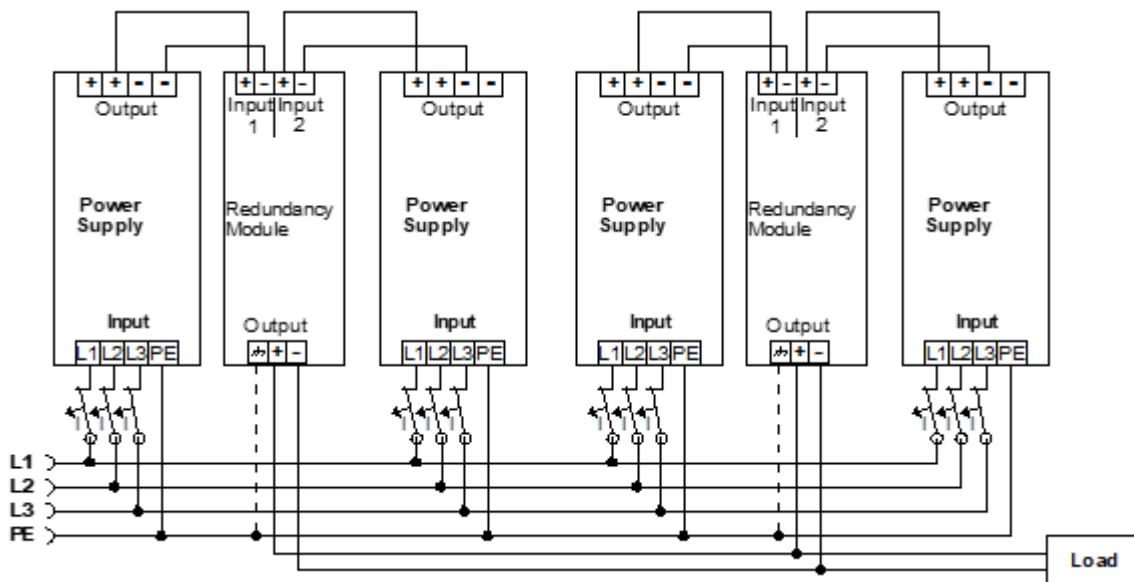 + + - -
Output
Power
Supply
Input
L1 L2 L3 PE
+ - + -
Input Input
1 2
Redundancy
Module
Output
+ -
+ + - -
Output
Power
Supply
Input
L1 L2 L3 PE
+ + - -
Output
Power
Supply
Input
L1 L2 L3 PE
+ - + -
Input Input
1 2
Redundancy
Module
Output
+ -
+ + - -
Output
Power
Supply
Input
L1 L2 L3 PE
L1
L2
L3
PE
Load